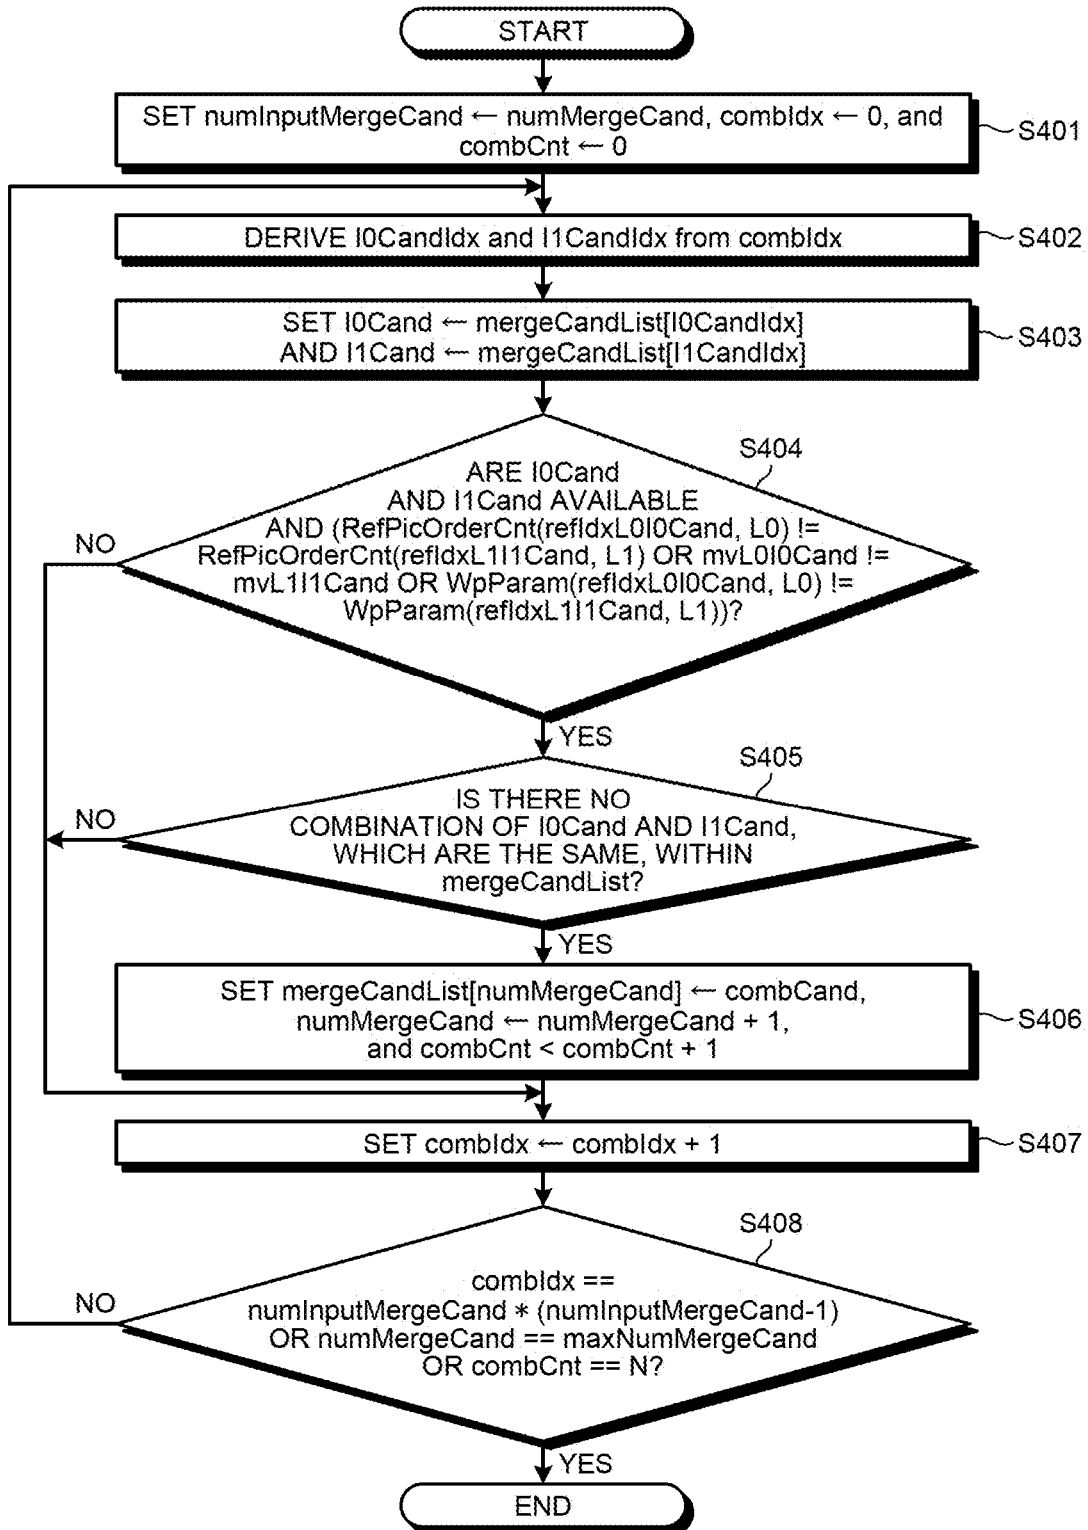 START
SET numInputMergeCand ← numMergeCand, combIdx ← 0, and
combCnt ← 0
S401
DERIVE l0CandIdx and l1CandIdx from combIdx
S402
SET l0Cand ← mergeCandList[l0CandIdx]
AND l1Cand ← mergeCandList[l1CandIdx]
S403
S404
ARE l0Cand
AND l1Cand AVAILABLE
AND (RefPicOrderCnt(refIdxL0l0Cand, L0) !=
RefPicOrderCnt(refIdxL1l1Cand, L1) OR mvL0l0Cand !=
mvL1l1Cand OR WpParam(refIdxL0l0Cand, L0) !=
WpParam(refIdxL1l1Cand, L1))?
NO
YES
S405
IS THERE NO
COMBINATION OF l0Cand AND l1Cand,
WHICH ARE THE SAME, WITHIN
mergeCandList?
NO
YES
SET mergeCandList[numMergeCand] ← combCand,
numMergeCand ← numMergeCand + 1,
and combCnt < combCnt + 1
S406
SET combIdx ← combIdx + 1
S407
S408
combIdx ==
numInputMergeCand * (numInputMergeCand-1)
OR numMergeCand == maxNumMergeCand
OR combCnt == N?
NO
YES
END